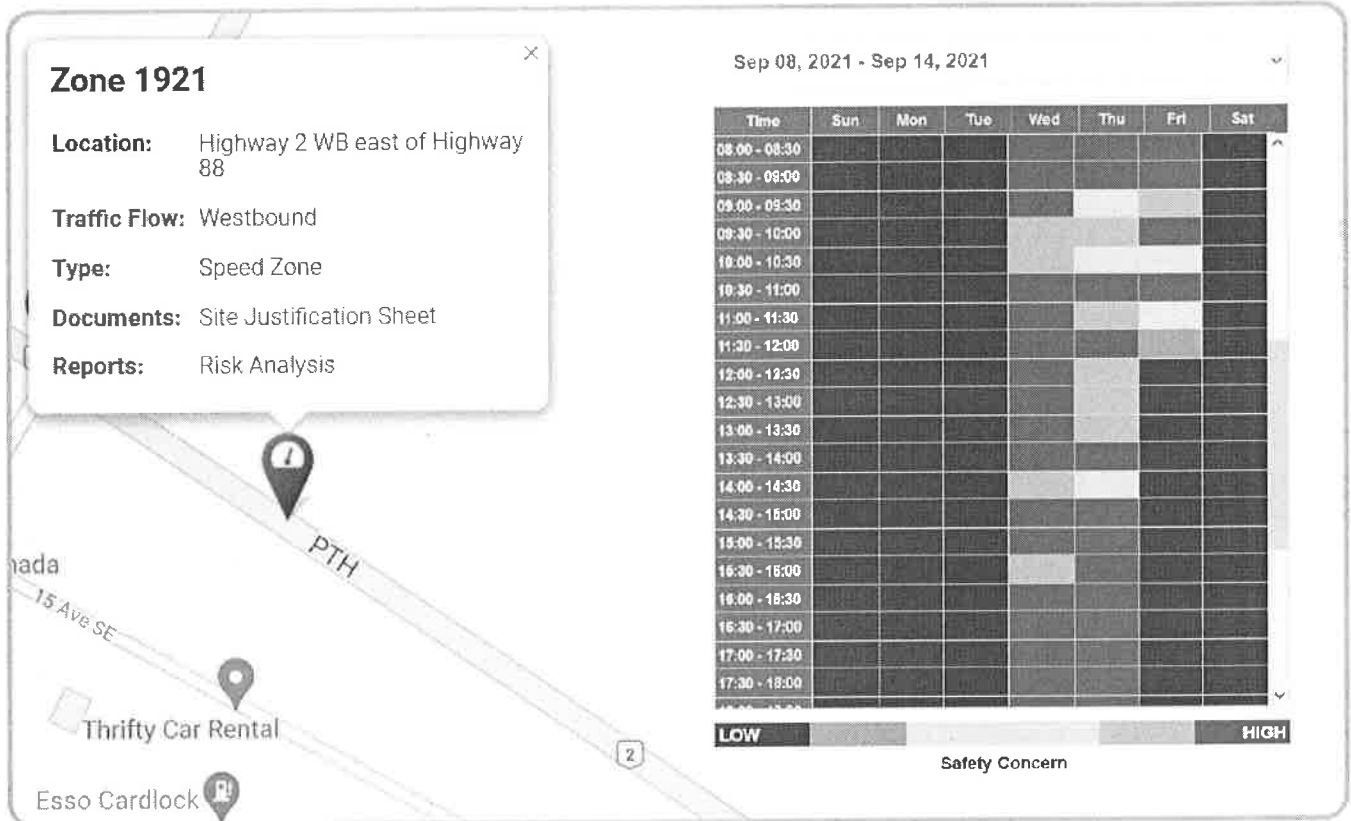 Zone 1921
Location: Highway 2 WB east of Highway
88
Traffic Flow: Westbound
Type: Speed Zone
Documents: Site Justification Sheet
Reports: Risk Analysis
PTH
nada
15 Ave SE
Thrifty Car Rental
2
Esso Cardlock
Sep 08, 2021 - Sep 14, 2021
Time Sun Mon Tue Wed Thu Fri Sat
08:00 - 08:30
08:30 - 09:00
09:00 - 09:30
09:30 - 10:00
10:00 - 10:30
10:30 - 11:00
11:00 - 11:30
11:30 - 12:00
12:00 - 12:30
12:30 - 13:00
13:00 - 13:30
13:30 - 14:00
14:00 - 14:30
14:30 - 15:00
15:00 - 15:30
15:30 - 16:00
16:00 - 16:30
16:30 - 17:00
17:00 - 17:30
17:30 - 18:00
LOW HIGH
Safety Concern